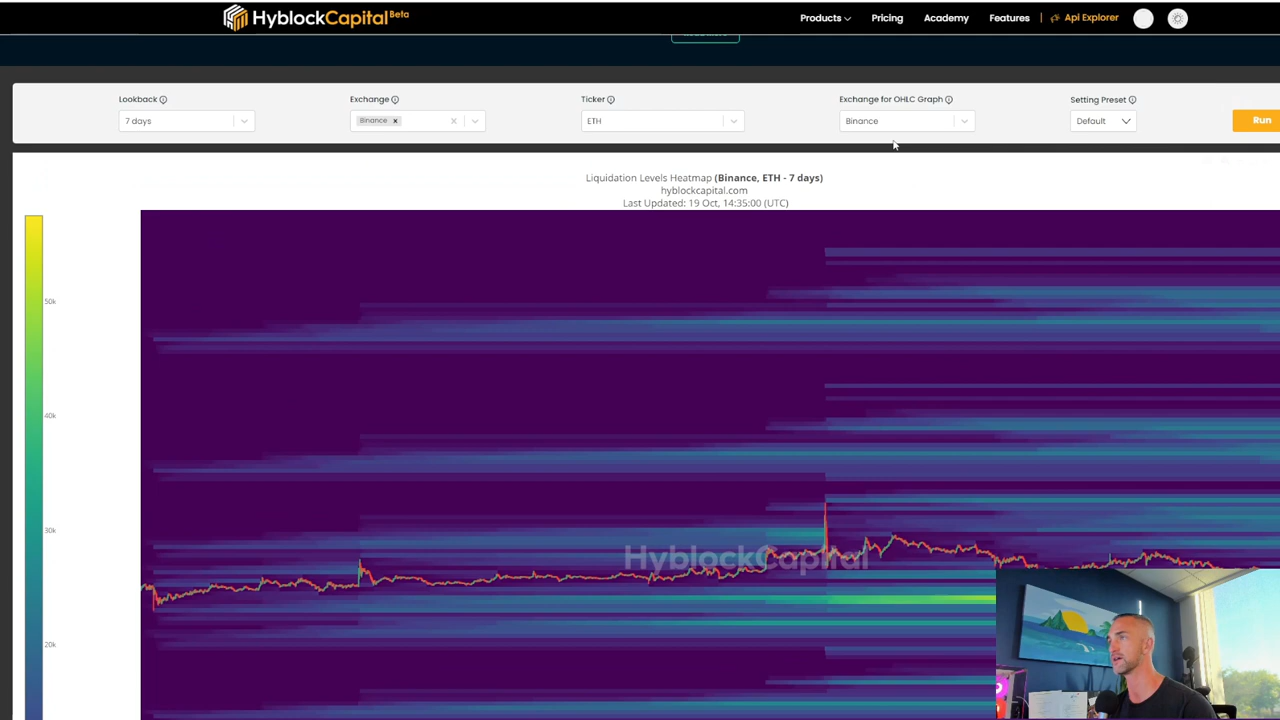 HyblockCapital Beta
Products
Pricing
Academy
Features
Api Explorer
Lookback
Exchange
Ticker
Exchange for OHLC Graph
Setting Preset
7 days
Binance
ETH
Binance
Default
Run
Liquidation Levels Heatmap (Binance, ETH - 7 days)
hyblockcapital.com
Last Updated: 19 Oct, 14:35:00 (UTC)
50k
40k
30k
20k
HyblockCapital